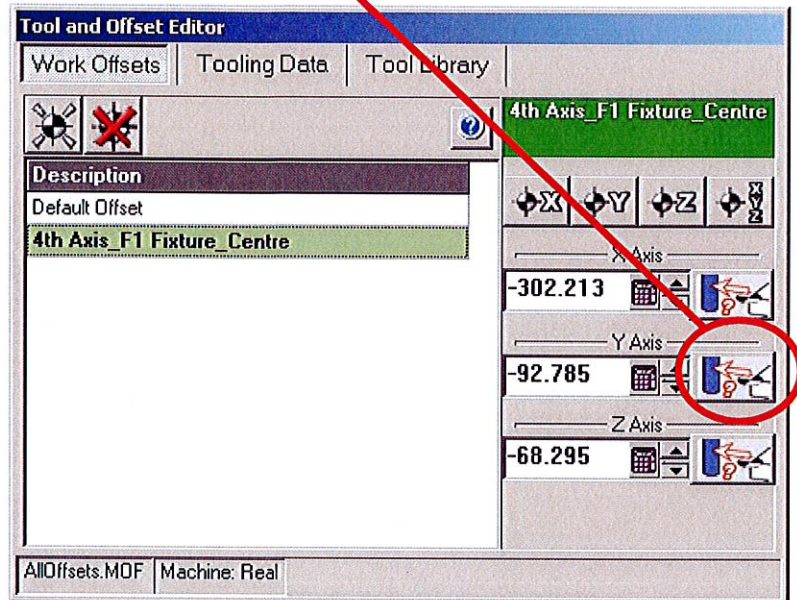 Tool and Offset Editor
Work Offsets Tooling Data Tool Library
4th Axis_F1 Fixture_Centre
Description
Default Offset
4th Axis_F1 Fixture_Centre
X Y Z X Y Z
X Axis
-302.213
Y Axis
-92.785
Z Axis
-68.295
AllOffsets.MOF Machine: Real